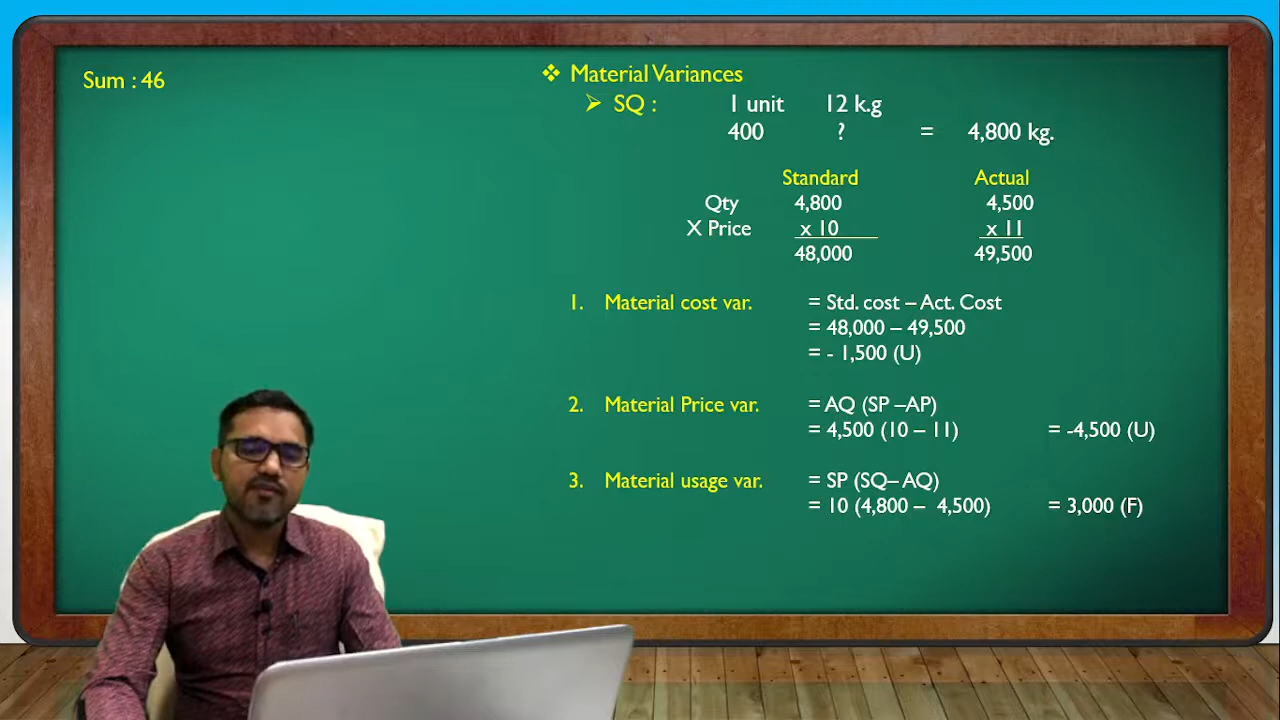 Sum : 46
❖ Material Variances
➢ SQ : 1 unit 12 k.g
400 ? = 4,800 kg.
Standard Actual
Qty 4,800 4,500
X Price x 10 x 11
48,000 49,500
1. Material cost var. = Std. cost – Act. Cost
= 48,000 – 49,500
= - 1,500 (U)
2. Material Price var. = AQ (SP –AP)
= 4,500 (10 – 11) = -4,500 (U)
3. Material usage var. = SP (SQ– AQ)
= 10 (4,800 – 4,500) = 3,000 (F)